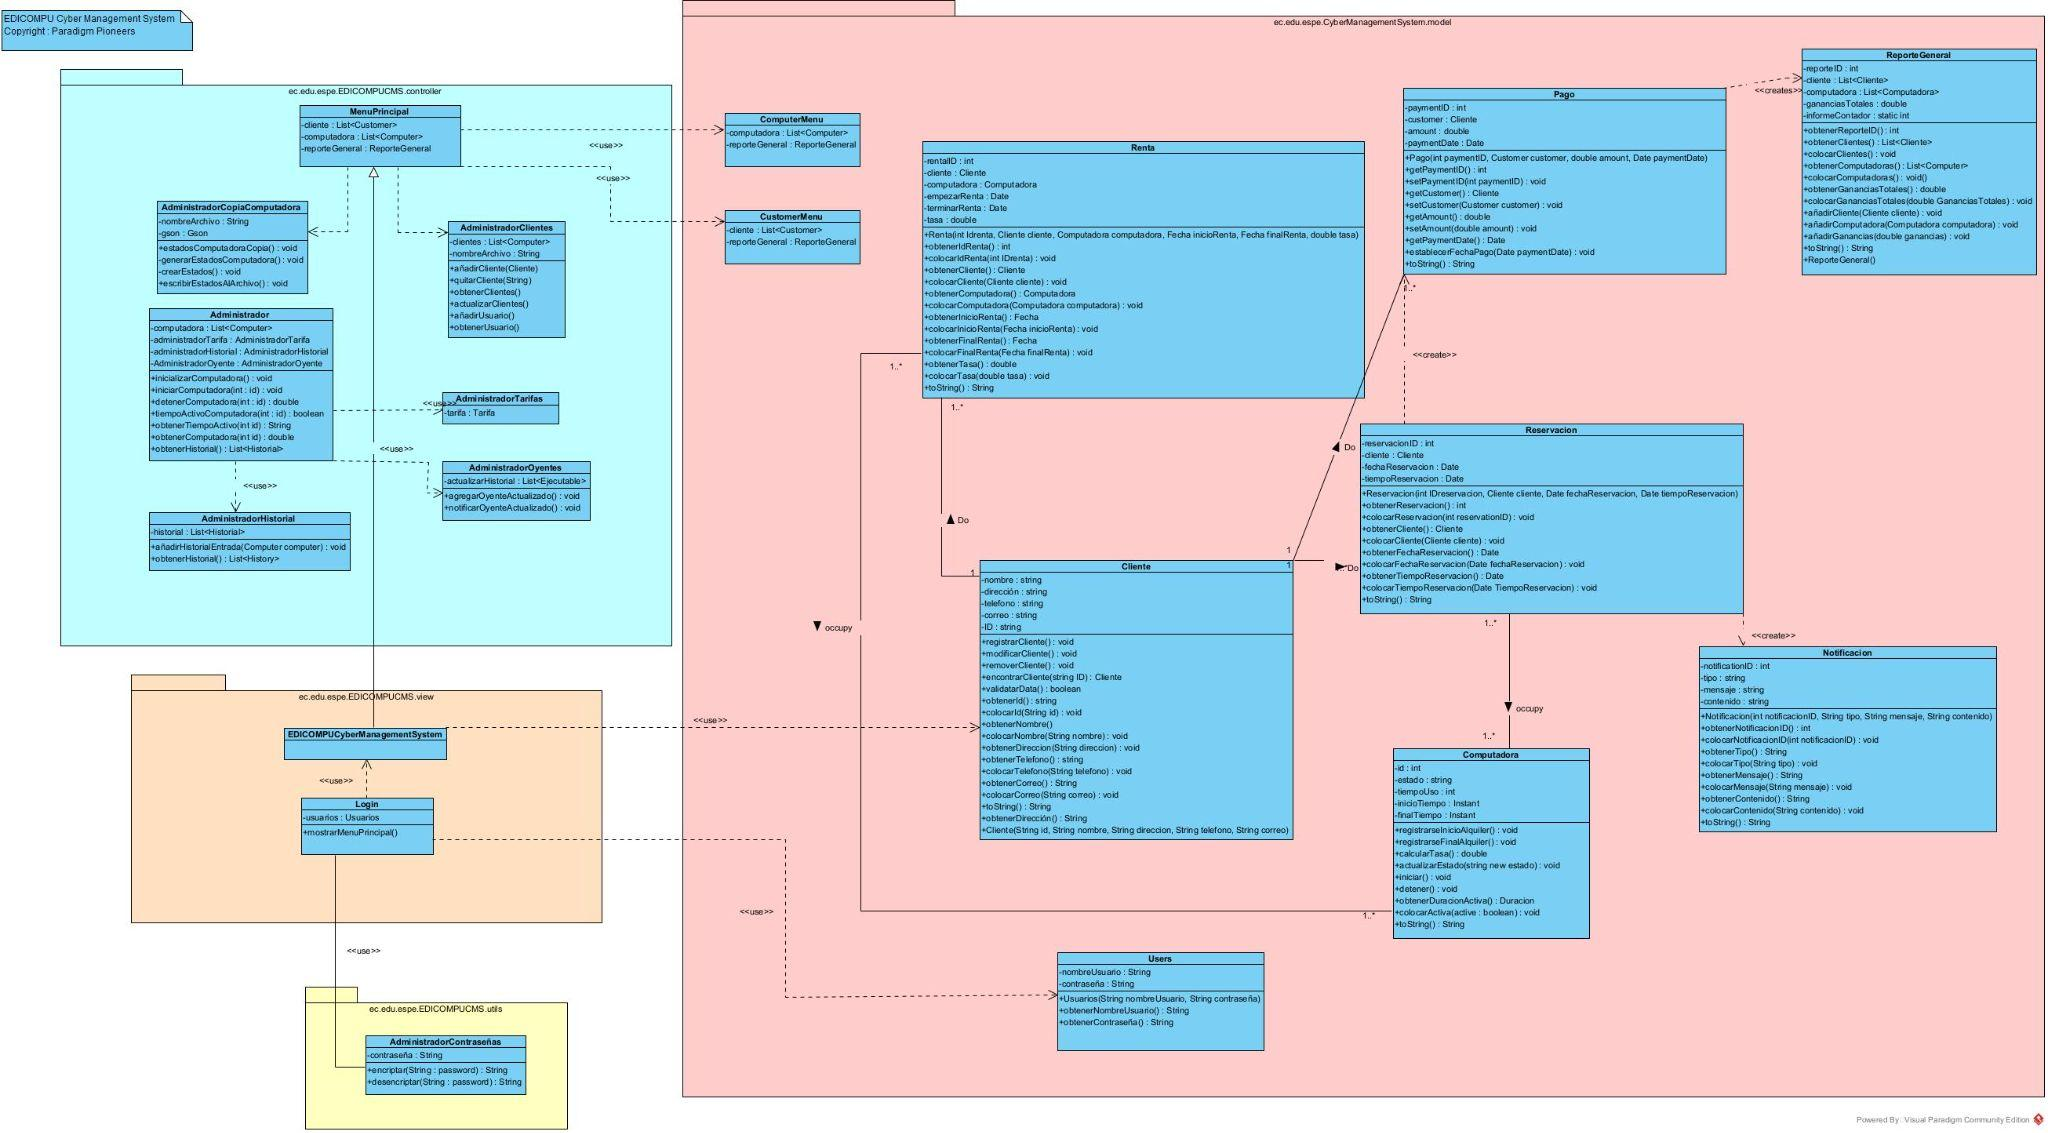 EDICOMPU Cyber Management System
Copyright : Paradigm Pioneers
ec.edu.espe.EDICOMPUCMS.controller
MenuPrincipal
-cliente : List<Customer>
-computadora : List<Computer>
-reporteGeneral : ReporteGeneral
AdministradorCopiaComputadora
-nombreArchivo : String
-gson : Gson
+estadosComputadoraCopia() : void
-generarEstadosComputadora() : void
-crearEstados() : void
+escribirEstadosAlArchivo() : void
AdministradorClientes
-clientes : List<Computer>
-nombreArchivo : String
+añadirCliente(Cliente)
+quitarCliente(String)
+obtenerClientes()
+actualizarClientes()
+añadirUsuario()
+obtenerUsuario()
Administrador
-computadora : List<Computer>
-administradorTarifa : AdministradorTarifa
-administradorHistorial : AdministradorHistorial
-AdministradorOyente : AdministradorOyente
+inicializarComputadora() : void
+iniciarComputadora(int : id) : void
+detenerComputadora(int : id) : double
+tiempoActivoComputadora(int : id) : boolean
+obtenerTiempoActivo(int id) : String
+obtenerComputadora(int id) : double
+obtenerHistorial() : List<Historial>
<<use>>
AdministradorTarifas
-tarifa : Tarifa
<<use>>
AdministradorOyentes
-actualizarHistorial : List<Ejecutable>
+agregarOyenteActualizado() : void
+notificarOyenteActualizado() : void
<<use>>
AdministradorHistorial
-historial : List<Historial>
+añadirHistorialEntrada(Computer computer) : void
+obtenerHistorial() : List<History>
ec.edu.espe.EDICOMPUCMS.view
EDICOMPUCyberManagementSystem
<<use>>
Login
-usuarios : Usuarios
+mostrarMenuPrincipal()
<<use>>
ec.edu.espe.EDICOMPUCMS.utils
AdministradorContraseñas
-contraseña : String
+encriptar(String : password) : String
+desencriptar(String : password) : String
ec.edu.espe.CyberManagementSystem.model
<<use>>
<<use>>
ComputerMenu
-computadora : List<Computer>
-reporteGeneral : ReporteGeneral
CustomerMenu
-cliente : List<Customer>
-reporteGeneral : ReporteGeneral
Renta
-rentalID : int
-cliente : Cliente
-computadora : Computadora
-empezarRenta : Date
-terminarRenta : Date
-tasa : double
+Renta(int Idrenta, Cliente cliente, Computadora computadora, Fecha inicioRenta, Fecha finalRenta, double tasa)
+obtenerIdRenta() : int
+colocarIdRenta(int IDrenta) : void
+obtenerCliente() : Cliente
+colocarCliente(Cliente cliente) : void
+obtenerComputadora() : Computadora
+colocarComputadora(Computadora computadora) : void
+obtenerInicioRenta() : Fecha
+colocarInicioRenta(Fecha inicioRenta) : void
+obtenerFinalRenta() : Fecha
+colocarFinalRenta(Fecha finalRenta) : void
+obtenerTasa() : double
+colocarTasa(double tasa) : void
+toString() : String
1..*
1..*
Pago
-paymentID : int
-customer : Cliente
-amount : double
-paymentDate : Date
+Pago(int paymentID, Customer customer, double amount, Date paymentDate)
+getPaymentID() : int
+setPaymentID(int paymentID) : void
+getCustomer() : Cliente
+setCustomer(Customer customer) : void
+getAmount() : double
+setAmount(double amount) : void
+getPaymentDate() : Date
+establecerFechaPago(Date paymentDate) : void
+toString() : String
<<creates>>
ReporteGeneral
-reporteID : int
-cliente : List<Cliente>
-computadora : List<Computadora>
-gananciasTotales : double
-informeContador : static int
+obtenerReporteID() : int
+obtenerClientes() : List<Cliente>
+colocarClientes() : void
+obtenerComputadoras() : List<Computer>
+colocarComputadoras() : void()
+obtenerGananciasTotales() : double
+colocarGananciasTotales(double GananciasTotales) : void
+añadirCliente(Cliente cliente) : void
+añadirComputadora(Computadora computadora) : void
+añadirGanancias(double ganancias) : void
+toString() : String
+ReporteGeneral()
<<create>>
Do
Do
Reservacion
-reservacionID : int
-cliente : Cliente
-fechaReservacion : Date
-tiempoReservacion : Date
+Reservacion(int IDreservacion, Cliente cliente, Date fechaReservacion, Date tiempoReservacion)
+obtenerReservacion() : int
+colocarReservacion(int reservationID) : void
+obtenerCliente() : Cliente
+colocarCliente(Cliente cliente) : void
+obtenerFechaReservacion() : Date
+colocarFechaReservacion(Date fechaReservacion) : void
+obtenerTiempoReservacion() : Date
+colocarTiempoReservacion(Date TiempoReservacion) : void
+toString() : String
1
1
1
Do
Cliente
-nombre : string
-dirección : string
-telefono : string
-correo : string
-ID : string
+registrarCliente() : void
+modificarCliente() : void
+removerCliente() : void
+encontrarCliente(string ID) : Cliente
+validatarData() : boolean
+obtenerId() : string
+colocarId(String id) : void
+obtenerNombre()
+colocarNombre(String nombre) : void
+obtenerDireccion(String direccion) : void
+obtenerTelefono() : string
+colocarTelefono(String telefono) : void
+obtenerCorreo() : String
+colocarCorreo(String correo) : void
+toString() : String
+obtenerDirección() : String
+Cliente(String id, String nombre, String direccion, String telefono, String correo)
occupy
<<use>>
1..*
occupy
1..*
<<create>>
Notificacion
-notificationID : int
-tipo : string
-mensaje : string
-contenido : string
+Notificacion(int notificacionID, String tipo, String mensaje, String contenido)
+obtenerNotificacionID() : int
+colocarNotificacionID(int notificacionID) : void
+obtenerTipo() : String
+colocarTipo(String tipo) : void
+obtenerMensaje() : String
+colocarMensaje(String mensaje) : void
+obtenerContenido() : String
+colocarContenido(String contenido) : void
+toString() : String
Computadora
-id : int
-estado : string
-tiempoUso : int
-inicioTiempo : Instant
-finalTiempo : Instant
+registrarseInicioAlquiler() : void
+registrarseFinalAlquiler() : void
+calcularTasa() : double
+actualizarEstado(string new estado) : void
+iniciar() : void
+detener() : void
+obtenerDuracionActiva() : Duracion
+colocarActiva(active : boolean) : void
+toString() : String
1..*
<<use>>
Users
-nombreUsuario : String
-contraseña : String
+Usuarios(String nombreUsuario, String contraseña)
+obtenerNombreUsuario() : String
+obtenerContraseña() : String
Powered By: Visual Paradigm Community Edition